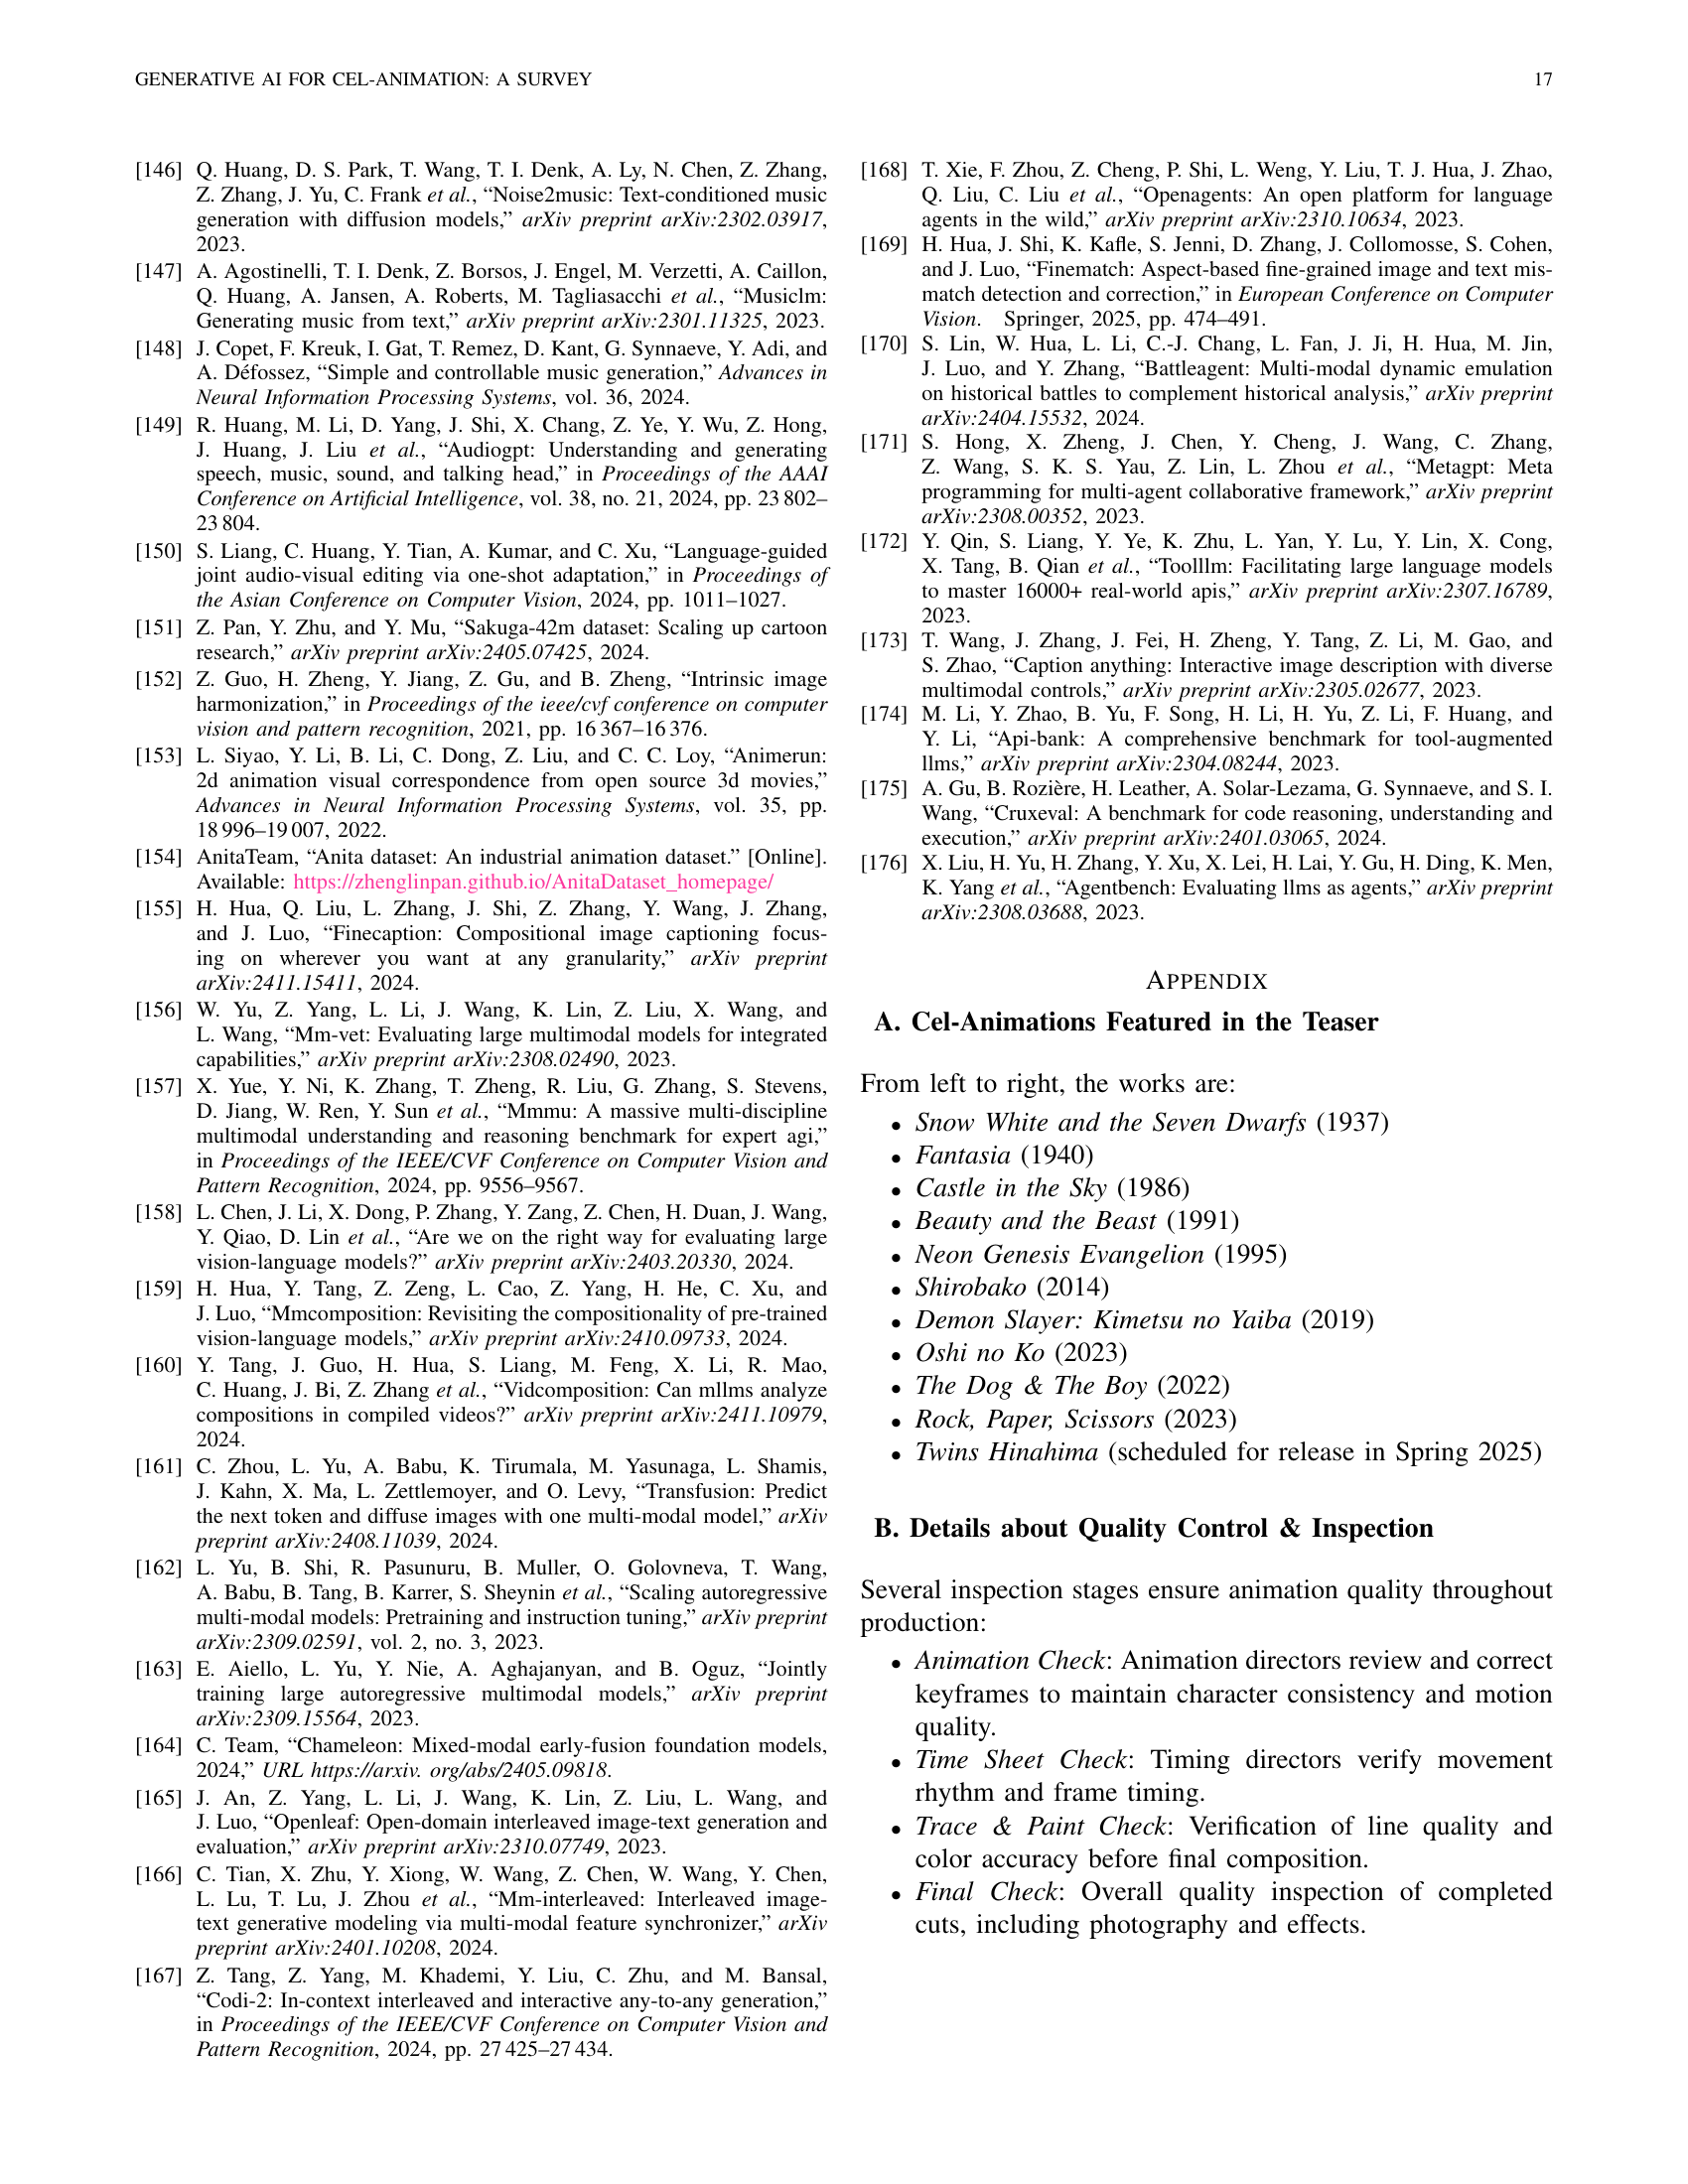 GENERATIVE AI FOR CEL-ANIMATION: A SURVEY
17
[146] Q. Huang, D. S. Park, T. Wang, T. I. Denk, A. Ly, N. Chen, Z. Zhang,
Z. Zhang, J. Yu, C. Frank et al., “Noise2music: Text-conditioned music
generation with diffusion models,” arXiv preprint arXiv:2302.03917,
2023.
[147] A. Agostinelli, T. I. Denk, Z. Borsos, J. Engel, M. Verzetti, A. Caillon,
Q. Huang, A. Jansen, A. Roberts, M. Tagliasacchi et al., “Musiclm:
Generating music from text,” arXiv preprint arXiv:2301.11325, 2023.
[148] J. Copet, F. Kreuk, I. Gat, T. Remez, D. Kant, G. Synnaeve, Y. Adi, and
A. Défossez, “Simple and controllable music generation,” Advances in
Neural Information Processing Systems, vol. 36, 2024.
[149] R. Huang, M. Li, D. Yang, J. Shi, X. Chang, Z. Ye, Y. Wu, Z. Hong,
J. Huang, J. Liu et al., “Audiogpt: Understanding and generating
speech, music, sound, and talking head,” in Proceedings of the AAAI
Conference on Artificial Intelligence, vol. 38, no. 21, 2024, pp. 23 802–
23 804.
[150] S. Liang, C. Huang, Y. Tian, A. Kumar, and C. Xu, “Language-guided
joint audio-visual editing via one-shot adaptation,” in Proceedings of
the Asian Conference on Computer Vision, 2024, pp. 1011–1027.
[151] Z. Pan, Y. Zhu, and Y. Mu, “Sakuga-42m dataset: Scaling up cartoon
research,” arXiv preprint arXiv:2405.07425, 2024.
[152] Z. Guo, H. Zheng, Y. Jiang, Z. Gu, and B. Zheng, “Intrinsic image
harmonization,” in Proceedings of the ieee/cvf conference on computer
vision and pattern recognition, 2021, pp. 16 367–16 376.
[153] L. Siyao, Y. Li, B. Li, C. Dong, Z. Liu, and C. C. Loy, “Animerun:
2d animation visual correspondence from open source 3d movies,”
Advances in Neural Information Processing Systems, vol. 35, pp.
18 996–19 007, 2022.
[154] AnitaTeam, “Anita dataset: An industrial animation dataset.” [Online].
Available: https://zhenglinpan.github.io/AnitaDataset_homepage/
[155] H. Hua, Q. Liu, L. Zhang, J. Shi, Z. Zhang, Y. Wang, J. Zhang,
and J. Luo, “Finecaption: Compositional image captioning focus-
ing on wherever you want at any granularity,” arXiv preprint
arXiv:2411.15411, 2024.
[156] W. Yu, Z. Yang, L. Li, J. Wang, K. Lin, Z. Liu, X. Wang, and
L. Wang, “Mm-vet: Evaluating large multimodal models for integrated
capabilities,” arXiv preprint arXiv:2308.02490, 2023.
[157] X. Yue, Y. Ni, K. Zhang, T. Zheng, R. Liu, G. Zhang, S. Stevens,
D. Jiang, W. Ren, Y. Sun et al., “Mmmu: A massive multi-discipline
multimodal understanding and reasoning benchmark for expert agi,”
in Proceedings of the IEEE/CVF Conference on Computer Vision and
Pattern Recognition, 2024, pp. 9556–9567.
[158] L. Chen, J. Li, X. Dong, P. Zhang, Y. Zang, Z. Chen, H. Duan, J. Wang,
Y. Qiao, D. Lin et al., “Are we on the right way for evaluating large
vision-language models?” arXiv preprint arXiv:2403.20330, 2024.
[159] H. Hua, Y. Tang, Z. Zeng, L. Cao, Z. Yang, H. He, C. Xu, and
J. Luo, “Mmcomposition: Revisiting the compositionality of pre-trained
vision-language models,” arXiv preprint arXiv:2410.09733, 2024.
[160] Y. Tang, J. Guo, H. Hua, S. Liang, M. Feng, X. Li, R. Mao,
C. Huang, J. Bi, Z. Zhang et al., “Vidcomposition: Can mllms analyze
compositions in compiled videos?” arXiv preprint arXiv:2411.10979,
2024.
[161] C. Zhou, L. Yu, A. Babu, K. Tirumala, M. Yasunaga, L. Shamis,
J. Kahn, X. Ma, L. Zettlemoyer, and O. Levy, “Transfusion: Predict
the next token and diffuse images with one multi-modal model,” arXiv
preprint arXiv:2408.11039, 2024.
[162] L. Yu, B. Shi, R. Pasunuru, B. Muller, O. Golovneva, T. Wang,
A. Babu, B. Tang, B. Karrer, S. Sheynin et al., “Scaling autoregressive
multi-modal models: Pretraining and instruction tuning,” arXiv preprint
arXiv:2309.02591, vol. 2, no. 3, 2023.
[163] E. Aiello, L. Yu, Y. Nie, A. Aghajanyan, and B. Oguz, “Jointly
training large autoregressive multimodal models,” arXiv preprint
arXiv:2309.15564, 2023.
[164] C. Team, “Chameleon: Mixed-modal early-fusion foundation models,
2024,” URL https://arxiv. org/abs/2405.09818.
[165] J. An, Z. Yang, L. Li, J. Wang, K. Lin, Z. Liu, L. Wang, and
J. Luo, “Openleaf: Open-domain interleaved image-text generation and
evaluation,” arXiv preprint arXiv:2310.07749, 2023.
[166] C. Tian, X. Zhu, Y. Xiong, W. Wang, Z. Chen, W. Wang, Y. Chen,
L. Lu, T. Lu, J. Zhou et al., “Mm-interleaved: Interleaved image-
text generative modeling via multi-modal feature synchronizer,” arXiv
preprint arXiv:2401.10208, 2024.
[167] Z. Tang, Z. Yang, M. Khademi, Y. Liu, C. Zhu, and M. Bansal,
“Codi-2: In-context interleaved and interactive any-to-any generation,”
in Proceedings of the IEEE/CVF Conference on Computer Vision and
Pattern Recognition, 2024, pp. 27 425–27 434.
[168] T. Xie, F. Zhou, Z. Cheng, P. Shi, L. Weng, Y. Liu, T. J. Hua, J. Zhao,
Q. Liu, C. Liu et al., “Openagents: An open platform for language
agents in the wild,” arXiv preprint arXiv:2310.10634, 2023.
[169] H. Hua, J. Shi, K. Kafle, S. Jenni, D. Zhang, J. Collomosse, S. Cohen,
and J. Luo, “Finematch: Aspect-based fine-grained image and text mis-
match detection and correction,” in European Conference on Computer
Vision. Springer, 2025, pp. 474–491.
[170] S. Lin, W. Hua, L. Li, C.-J. Chang, L. Fan, J. Ji, H. Hua, M. Jin,
J. Luo, and Y. Zhang, “Battleagent: Multi-modal dynamic emulation
on historical battles to complement historical analysis,” arXiv preprint
arXiv:2404.15532, 2024.
[171] S. Hong, X. Zheng, J. Chen, Y. Cheng, J. Wang, C. Zhang,
Z. Wang, S. K. S. Yau, Z. Lin, L. Zhou et al., “Metagpt: Meta
programming for multi-agent collaborative framework,” arXiv preprint
arXiv:2308.00352, 2023.
[172] Y. Qin, S. Liang, Y. Ye, K. Zhu, L. Yan, Y. Lu, Y. Lin, X. Cong,
X. Tang, B. Qian et al., “Toolllm: Facilitating large language models
to master 16000+ real-world apis,” arXiv preprint arXiv:2307.16789,
2023.
[173] T. Wang, J. Zhang, J. Fei, H. Zheng, Y. Tang, Z. Li, M. Gao, and
S. Zhao, “Caption anything: Interactive image description with diverse
multimodal controls,” arXiv preprint arXiv:2305.02677, 2023.
[174] M. Li, Y. Zhao, B. Yu, F. Song, H. Li, H. Yu, Z. Li, F. Huang, and
Y. Li, “Api-bank: A comprehensive benchmark for tool-augmented
llms,” arXiv preprint arXiv:2304.08244, 2023.
[175] A. Gu, B. Rozière, H. Leather, A. Solar-Lezama, G. Synnaeve, and S. I.
Wang, “Cruxeval: A benchmark for code reasoning, understanding and
execution,” arXiv preprint arXiv:2401.03065, 2024.
[176] X. Liu, H. Yu, H. Zhang, Y. Xu, X. Lei, H. Lai, Y. Gu, H. Ding, K. Men,
K. Yang et al., “Agentbench: Evaluating llms as agents,” arXiv preprint
arXiv:2308.03688, 2023.
APPENDIX
A. Cel-Animations Featured in the Teaser
From left to right, the works are:
• Snow White and the Seven Dwarfs (1937)
• Fantasia (1940)
• Castle in the Sky (1986)
• Beauty and the Beast (1991)
• Neon Genesis Evangelion (1995)
• Shirobako (2014)
• Demon Slayer: Kimetsu no Yaiba (2019)
• Oshi no Ko (2023)
• The Dog & The Boy (2022)
• Rock, Paper, Scissors (2023)
• Twins Hinahima (scheduled for release in Spring 2025)
B. Details about Quality Control & Inspection
Several inspection stages ensure animation quality throughout
production:
• Animation Check: Animation directors review and correct
keyframes to maintain character consistency and motion
quality.
• Time Sheet Check: Timing directors verify movement
rhythm and frame timing.
• Trace & Paint Check: Verification of line quality and
color accuracy before final composition.
• Final Check: Overall quality inspection of completed
cuts, including photography and effects.